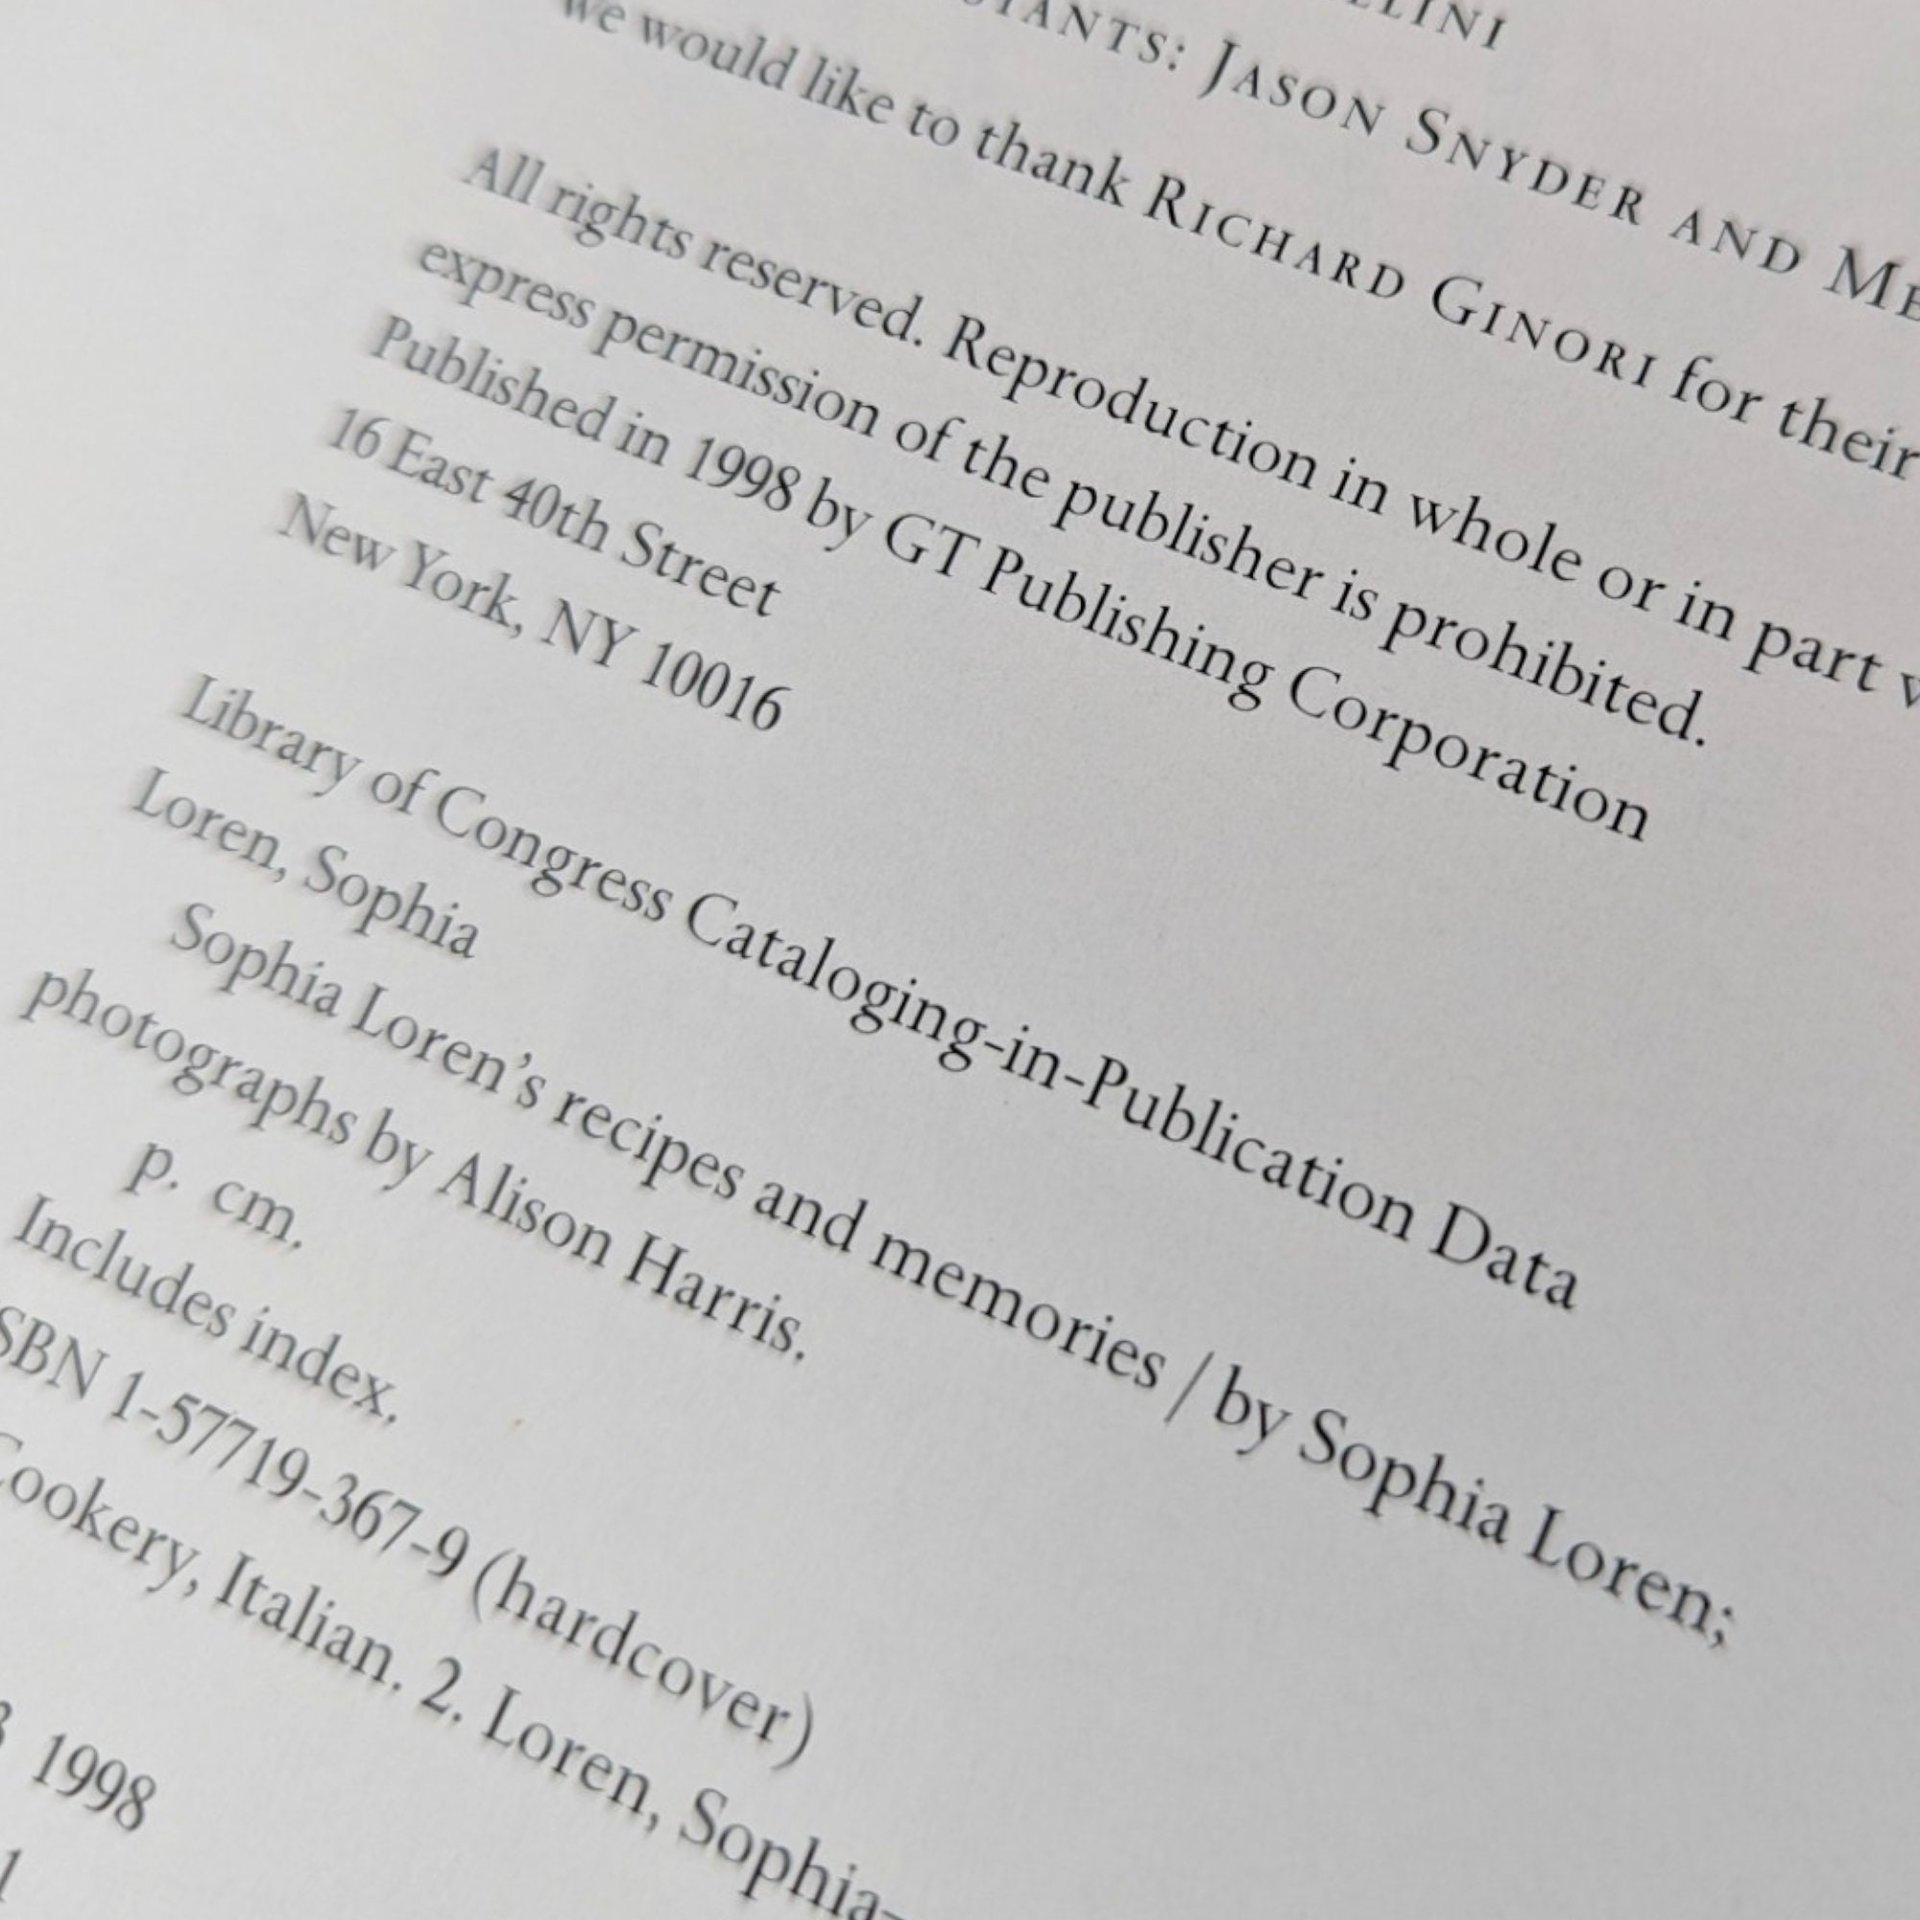 LLINI
STANTS: JASON SNYDER AND ME
we would like to thank RICHARD GINORI for their
All rights reserved. Reproduction in whole or in part
express permission of the publisher is prohibited.
Published in 1998 by GT Publishing Corporation
16 East 40th Street
New York, NY 10016
Library of Congress Cataloging-in-Publication Data
Loren, Sophia
Sophia Loren's recipes and memories / by Sophia Loren;
photographs by Alison Harris.
p. cm.
Includes index.
SBN 1-57719-367-9 (hardcover)
Cookery, Italian. 2. Loren, Sophia-
1998